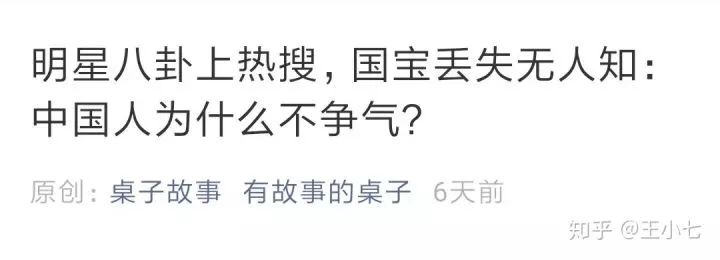 明星八卦上热搜，国宝丢失无人知：
中国人为什么不争气？
原创：桌子故事 有故事的桌子 6天前
知乎 @王小七